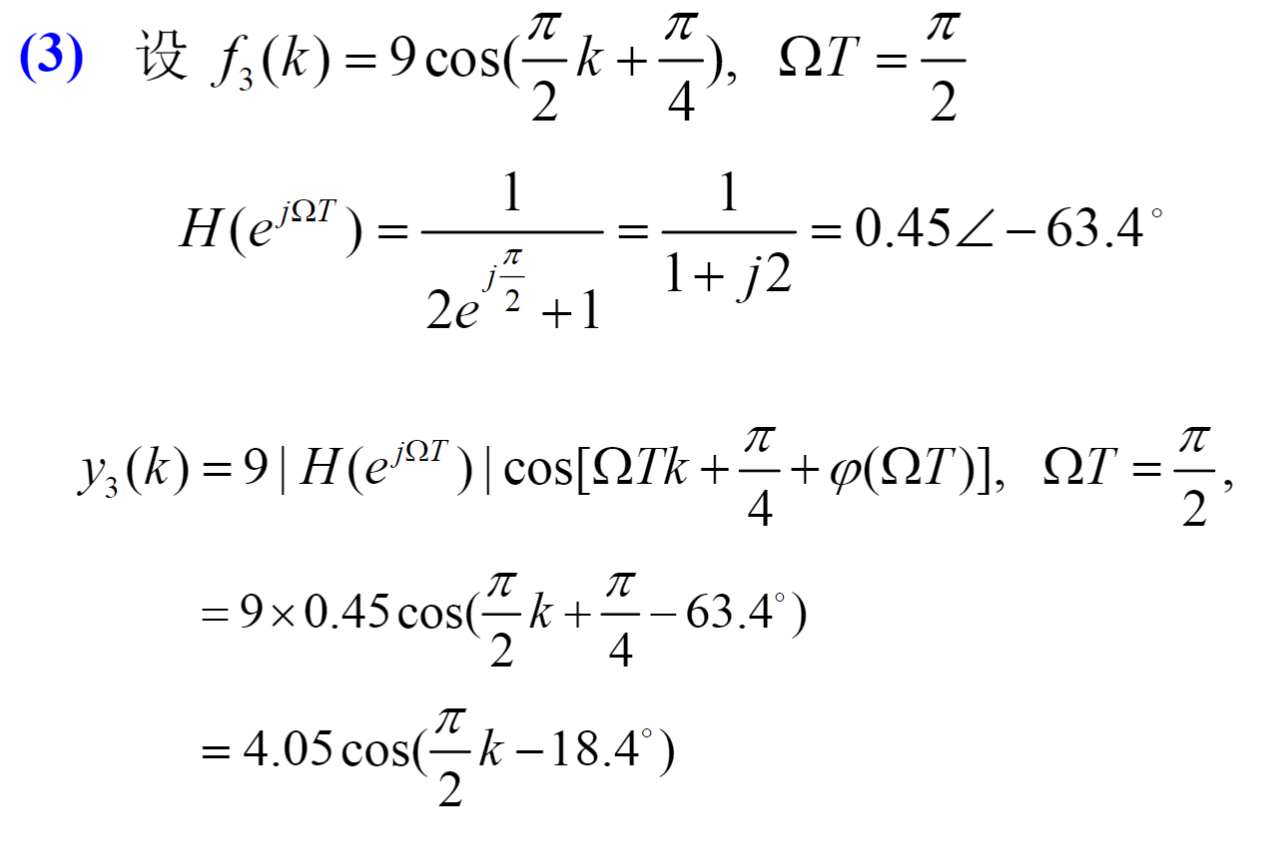 (3) 设 f₃(k) = 9cos(π/2 k + π/4), ΩT = π/2
H(e^{jΩT}) = 1/(2e^{jπ/2} + 1) = 1/(1 + j2) = 0.45∠−63.4°
y₃(k) = 9 | H(e^{jΩT}) | cos[ΩTk + π/4 + φ(ΩT)], ΩT = π/2,
= 9×0.45cos(π/2 k + π/4 − 63.4°)
= 4.05cos(π/2 k − 18.4°)